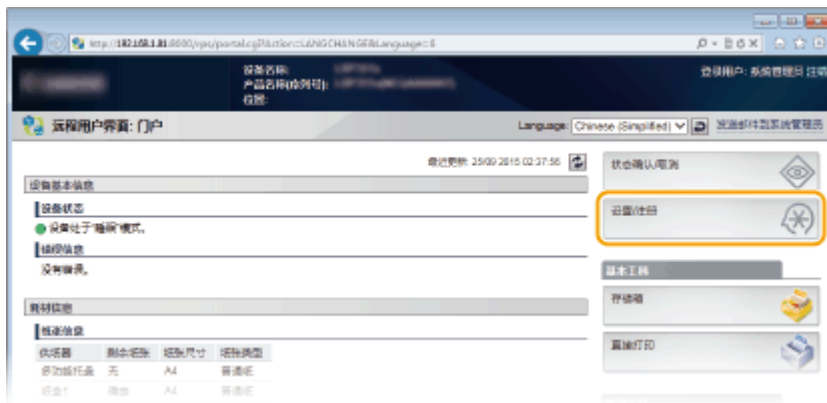 http://192.168.1.81:8000/rps/portal.cgi?Action=LANGCHANGE&Language=6
设备名称:
产品名称(序列号):
位置:
登录用户: 系统管理员 注销
远程用户界面: 门户
Language: Chinese (Simplified)
发送邮件到系统管理员
最近更新: 25/09 2015 02:37:56
状态确认/取消
设备基本信息
设置/注册
设备状态
设备处于"睡眠"模式。
错误信息
没有错误。
基本工具
存储箱
耗材信息
纸张信息
直接打印
供纸器 剩余纸张 纸张尺寸 纸张类型
多功能托盘 无 A4 普通纸
纸盒1 A4 普通纸